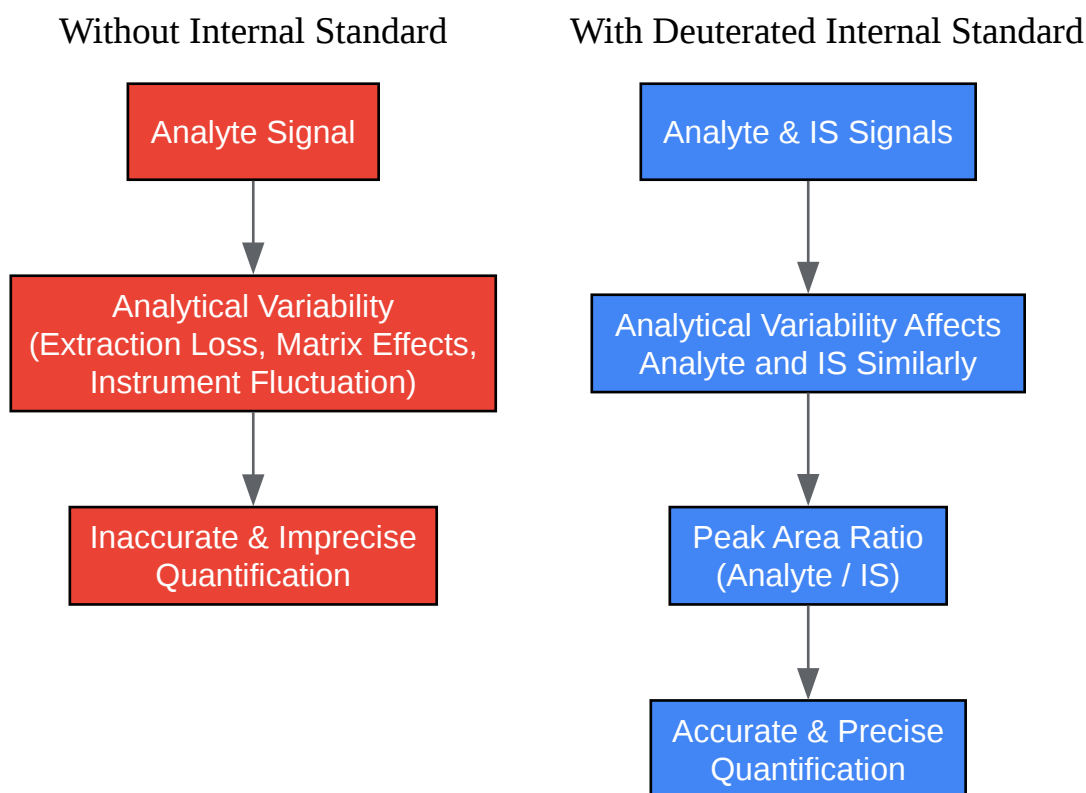 Without Internal Standard
Analyte Signal
Analytical Variability
(Extraction Loss, Matrix Effects,
Instrument Fluctuation)
Inaccurate & Imprecise
Quantification
With Deuterated Internal Standard
Analyte & IS Signals
Analytical Variability Affects
Analyte and IS Similarly
Peak Area Ratio
(Analyte / IS)
Accurate & Precise
Quantification